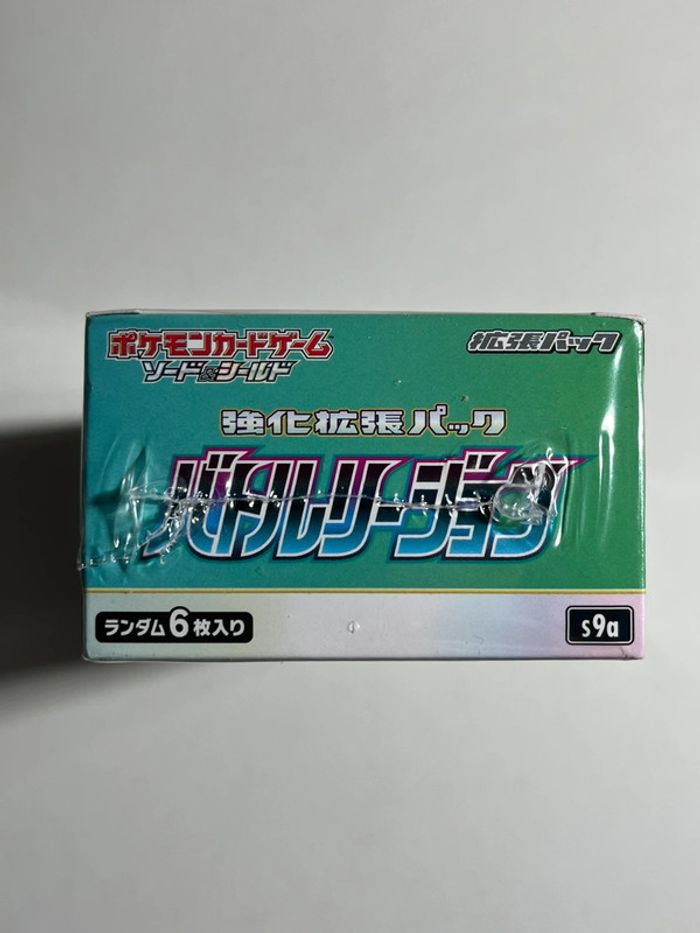 ポケモンカードゲーム
ソード&シールド
拡張パック
強化拡張パック
バトルリージョン
ランダム6枚入り
s9a